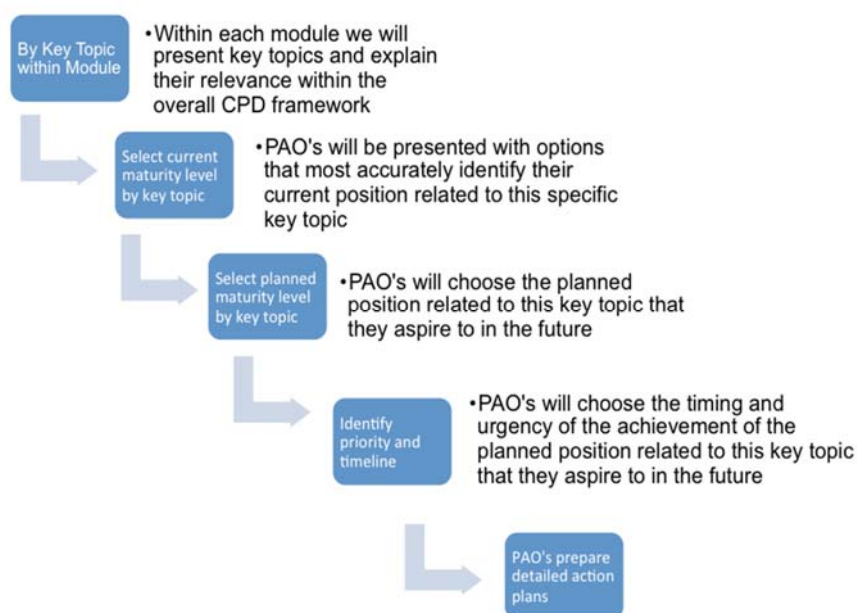 By Key Topic
within Module
•Within each module we will
present key topics and explain
their relevance within the
overall CPD framework
Select current
maturity level
by key topic
•PAO's will be presented with options
that most accurately identify their
current position related to this specific
key topic
Select planned
maturity level
by key topic
•PAO's will choose the planned
position related to this key topic that
they aspire to in the future
Identify
priority and
timeline
•PAO's will choose the timing and
urgency of the achievement of the
planned position related to this key topic
that they aspire to in the future
PAO's prepare
detailed action
plans